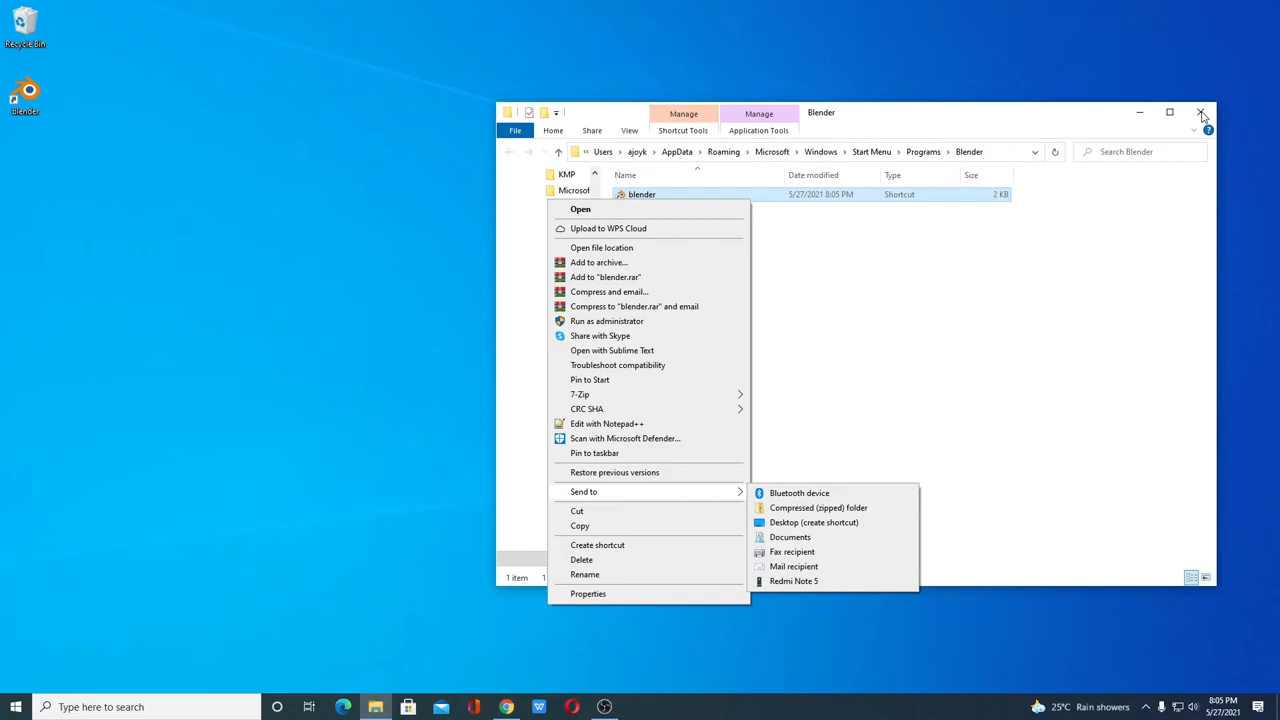 Recycle Bin
Blender
Manage
Manage
Blender
File
Home
Share
View
Shortcut Tools
Application Tools
« Users > ajoyk > AppData > Roaming > Microsoft > Windows > Start Menu > Programs > Blender
Search Blender
KMP
Microsof
Name
Date modified
Type
Size
blender
5/27/2021 8:05 PM
Shortcut
2 KB
Open
Upload to WPS Cloud
Open file location
Add to archive...
Add to "blender.rar"
Compress and email...
Compress to "blender.rar" and email
Run as administrator
Share with Skype
Open with Sublime Text
Troubleshoot compatibility
Pin to Start
7-Zip
CRC SHA
Edit with Notepad++
Scan with Microsoft Defender...
Pin to taskbar
Restore previous versions
Send to
Cut
Copy
Create shortcut
Delete
Rename
Properties
Bluetooth device
Compressed (zipped) folder
Desktop (create shortcut)
Documents
Fax recipient
Mail recipient
Redmi Note 5
1 item
1
Type here to search
25°C Rain showers
8:05 PM
5/27/2021